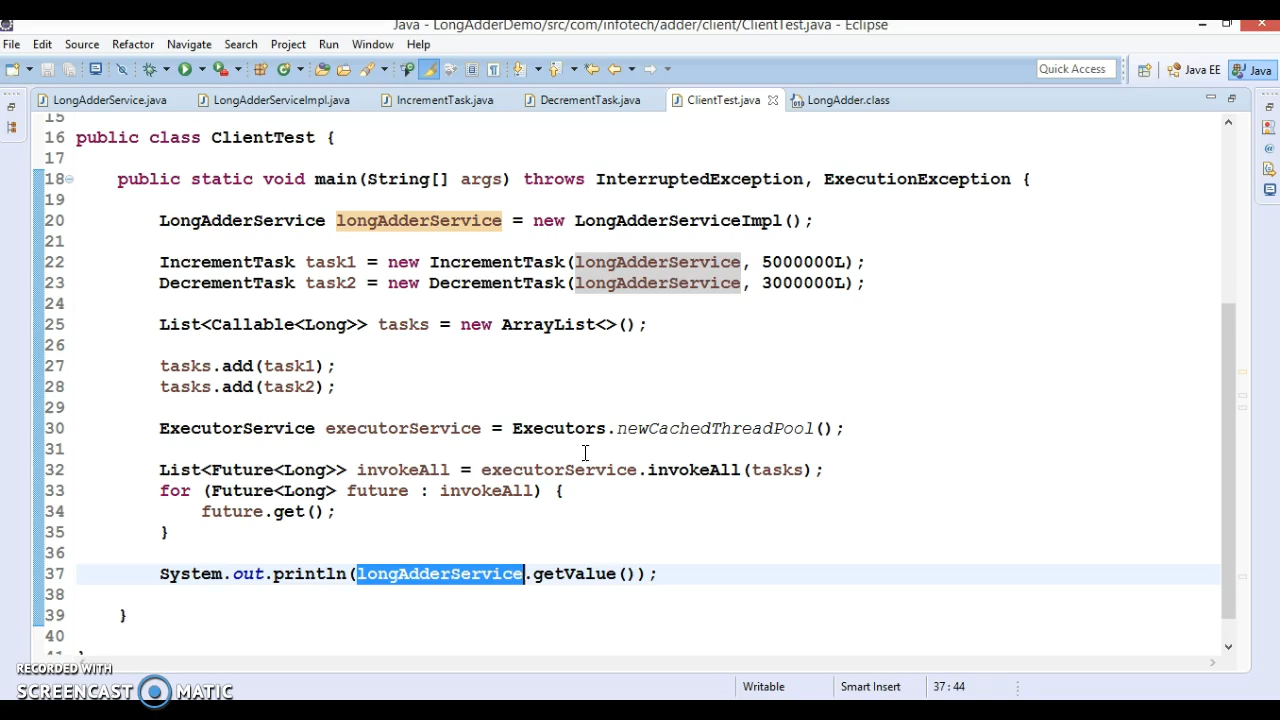 Java - LongAdderDemo/src/com/infotech/adder/client/ClientTest.java - Eclipse
File Edit Source Refactor Navigate Search Project Run Window Help
Quick Access Java EE Java
LongAdderService.java LongAdderServiceImpl.java IncrementTask.java DecrementTask.java ClientTest.java LongAdder.class
15
16 public class ClientTest {
17
18 public static void main(String[] args) throws InterruptedException, ExecutionException {
19
20 LongAdderService longAdderService = new LongAdderServiceImpl();
21
22 IncrementTask task1 = new IncrementTask(longAdderService, 5000000L);
23 DecrementTask task2 = new DecrementTask(longAdderService, 3000000L);
24
25 List<Callable<Long>> tasks = new ArrayList<>();
26
27 tasks.add(task1);
28 tasks.add(task2);
29
30 ExecutorService executorService = Executors.newCachedThreadPool();
31
32 List<Future<Long>> invokeAll = executorService.invokeAll(tasks);
33 for (Future<Long> future : invokeAll) {
34 future.get();
35 }
36
37 System.out.println(longAdderService.getValue());
38
39 }
40
RECORDED WITH
SCREENCAST MATIC
Writable Smart Insert 37 : 44